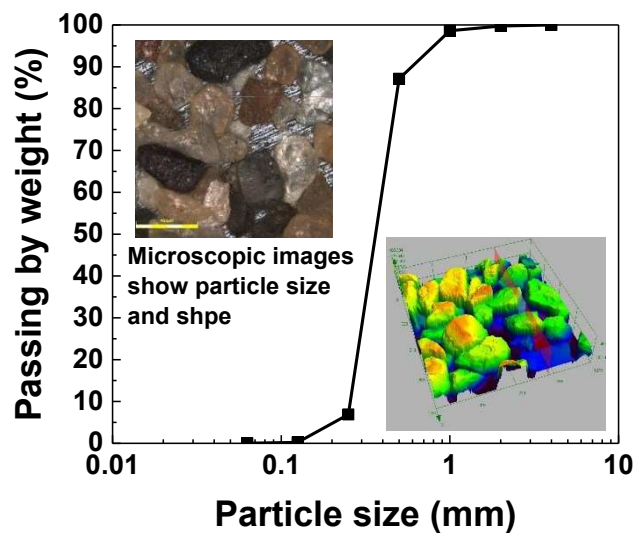 100
90
80
70
60
50
40
30
20
10
0
Passing by weight (%)
Microscopic images
show particle size
and shpe
0.01 0.1 1 10
Particle size (mm)